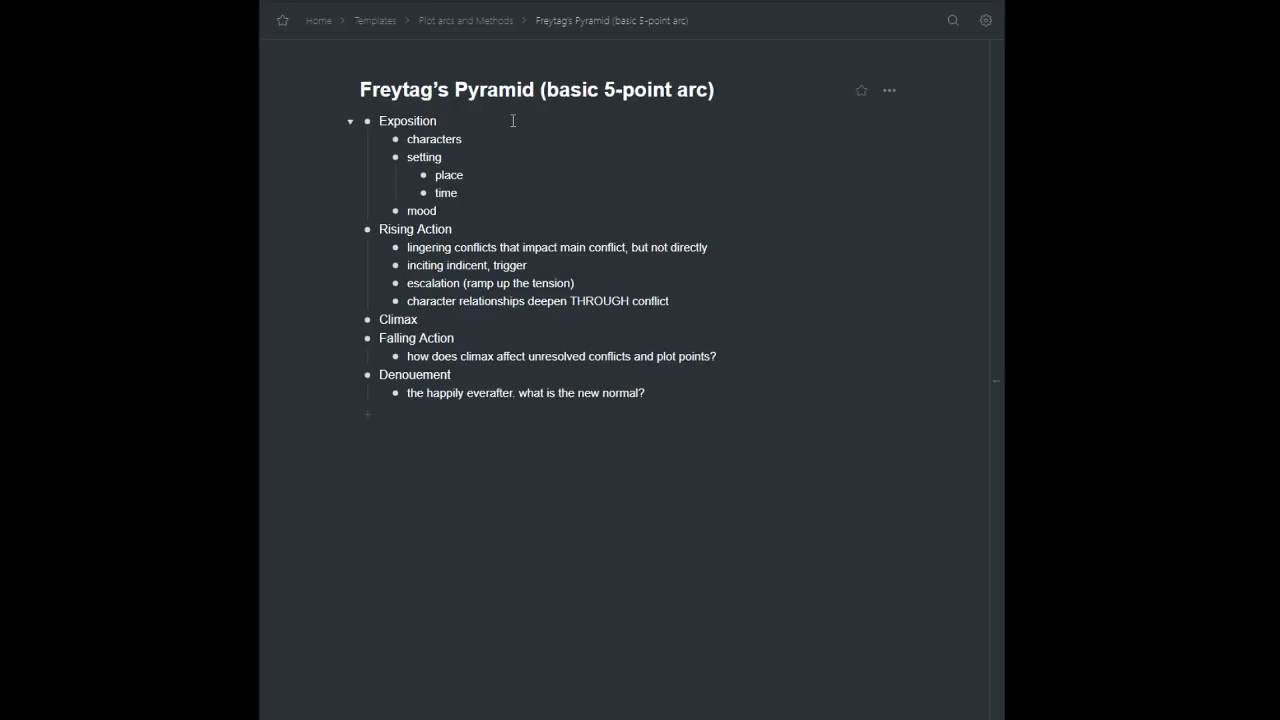 Home > Templates > Plot arcs and Methods > Freytag's Pyramid (basic 5-point arc)
Freytag’s Pyramid (basic 5-point arc)
Exposition
characters
setting
place
time
mood
Rising Action
lingering conflicts that impact main conflict, but not directly
inciting indicent, trigger
escalation (ramp up the tension)
character relationships deepen THROUGH conflict
Climax
Falling Action
how does climax affect unresolved conflicts and plot points?
Denouement
the happily everafter. what is the new normal?